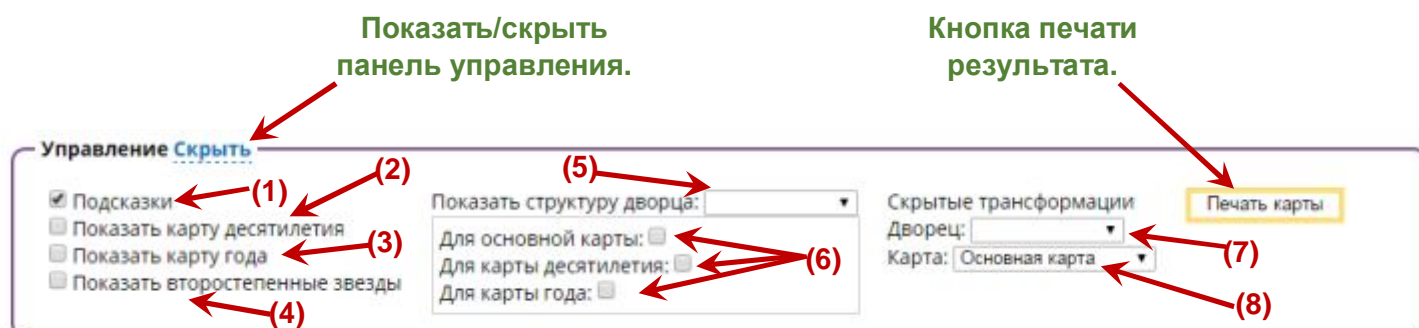 Показать/скрыть
панель управления.
Кнопка печати
результата.
Управление Скрыть
(1)
(2)
(3)
(4)
Подсказки
Показать карту десятилетия
Показать карту года
Показать второстепенные звезды
(5)
Показать структуру дворца:
Для основной карты:
Для карты десятилетия:
Для карты года:
(6)
Скрытые трансформации
Дворец:
(7)
Карта: Основная карта
(8)
Печать карты